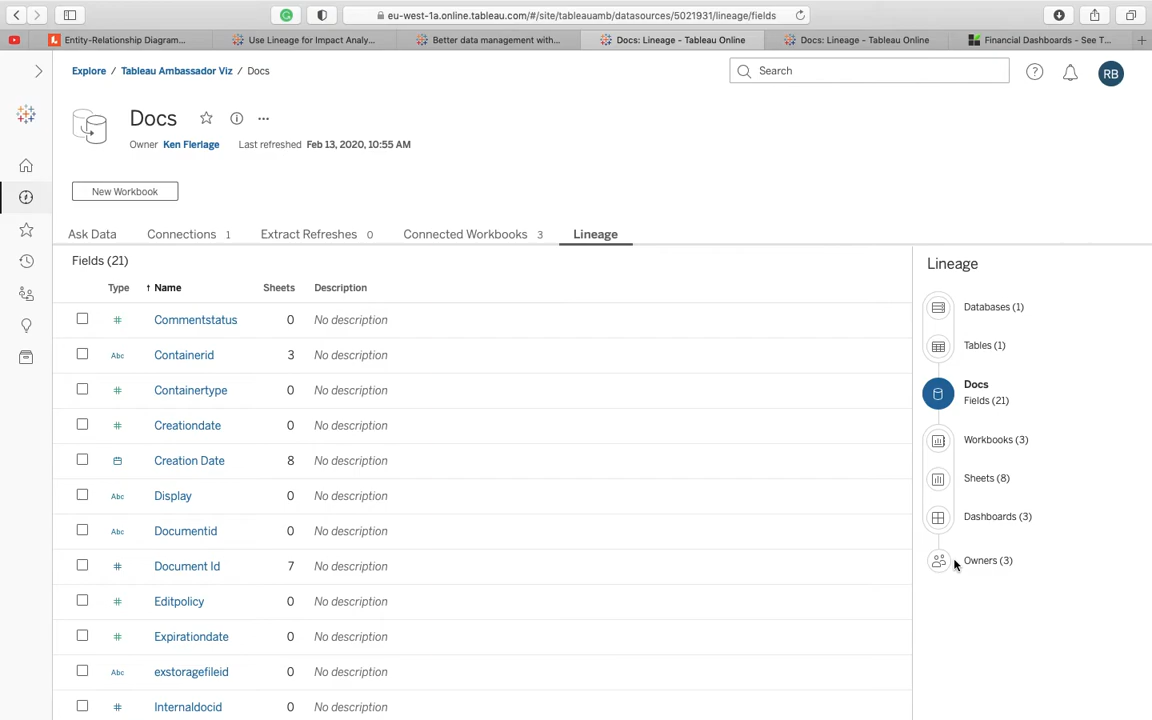 eu-west-1a.online.tableau.com/#/site/tableauamb/datasources/5021931/lineage/fields
Entity-Relationship Diagram...
Use Lineage for Impact Analy...
Better data management with...
Docs: Lineage - Tableau Online
Docs: Lineage - Tableau Online
Financial Dashboards - See T...
Explore / Tableau Ambassador Viz / Docs
Search
RB
Docs
Owner Ken Flerlage Last refreshed Feb 13, 2020, 10:55 AM
New Workbook
Ask Data Connections 1 Extract Refreshes 0 Connected Workbooks 3 Lineage
Fields (21)
Type ↑ Name Sheets Description
# Commentstatus 0 No description
Abc Containerid 3 No description
# Containertype 0 No description
# Creationdate 0 No description
Creation Date 8 No description
Abc Display 0 No description
Abc Documentid 0 No description
# Document Id 7 No description
# Editpolicy 0 No description
# Expirationdate 0 No description
Abc exstoragefileid 0 No description
# Internaldocid 0 No description
Lineage
Databases (1)
Tables (1)
Docs
Fields (21)
Workbooks (3)
Sheets (8)
Dashboards (3)
Owners (3)